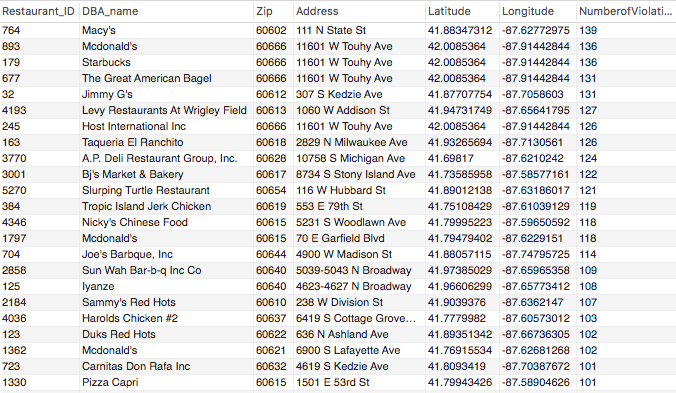 Restaurant_ID DBA_name Zip Address Latitude Longitude NumberofViolati...
764 Macy's 60602 111 N State St 41.88347312 -87.62772975 139
893 Mcdonald's 60666 11601 W Touhy Ave 42.0085364 -87.91442844 136
179 Starbucks 60666 11601 W Touhy Ave 42.0085364 -87.91442844 136
677 The Great American Bagel 60666 11601 W Touhy Ave 42.0085364 -87.91442844 131
32 Jimmy G's 60612 307 S Kedzie Ave 41.87707754 -87.7058603 131
4193 Levy Restaurants At Wrigley Field 60613 1060 W Addison St 41.94731749 -87.65641795 127
245 Host International Inc 60666 11601 W Touhy Ave 42.0085364 -87.91442844 126
163 Taqueria El Ranchito 60618 2829 N Milwaukee Ave 41.93265694 -87.7130561 126
3770 A.P. Deli Restaurant Group, Inc. 60628 10758 S Michigan Ave 41.69817 -87.6210242 124
3001 Bj's Market & Bakery 60617 8734 S Stony Island Ave 41.73585958 -87.58577161 122
5270 Slurping Turtle Restaurant 60654 116 W Hubbard St 41.89012138 -87.63186017 121
384 Tropic Island Jerk Chicken 60619 553 E 79th St 41.75108429 -87.61039129 119
4346 Nicky's Chinese Food 60615 5231 S Woodlawn Ave 41.79995223 -87.59650592 118
1797 Mcdonald's 60615 70 E Garfield Blvd 41.79479402 -87.6229151 118
704 Joe's Barbque, Inc 60644 4900 W Madison St 41.88057115 -87.74795725 114
2858 Sun Wah Bar-b-q Inc Co 60640 5039-5043 N Broadway 41.97385029 -87.65965358 109
125 Iyanze 60640 4623-4627 N Broadway 41.96606299 -87.65773412 108
2184 Sammy's Red Hots 60610 238 W Division St 41.9039376 -87.6362147 107
4036 Harolds Chicken #2 60637 6419 S Cottage Grove... 41.7779982 -87.60573012 103
123 Duks Red Hots 60622 636 N Ashland Ave 41.89351342 -87.66736305 102
1362 Mcdonald's 60621 6900 S Lafayette Ave 41.76915534 -87.62681268 102
723 Carnitas Don Rafa Inc 60632 4619 S Kedzie Ave 41.8093419 -87.70387672 101
1330 Pizza Capri 60615 1501 E 53rd St 41.79943426 -87.58904626 101